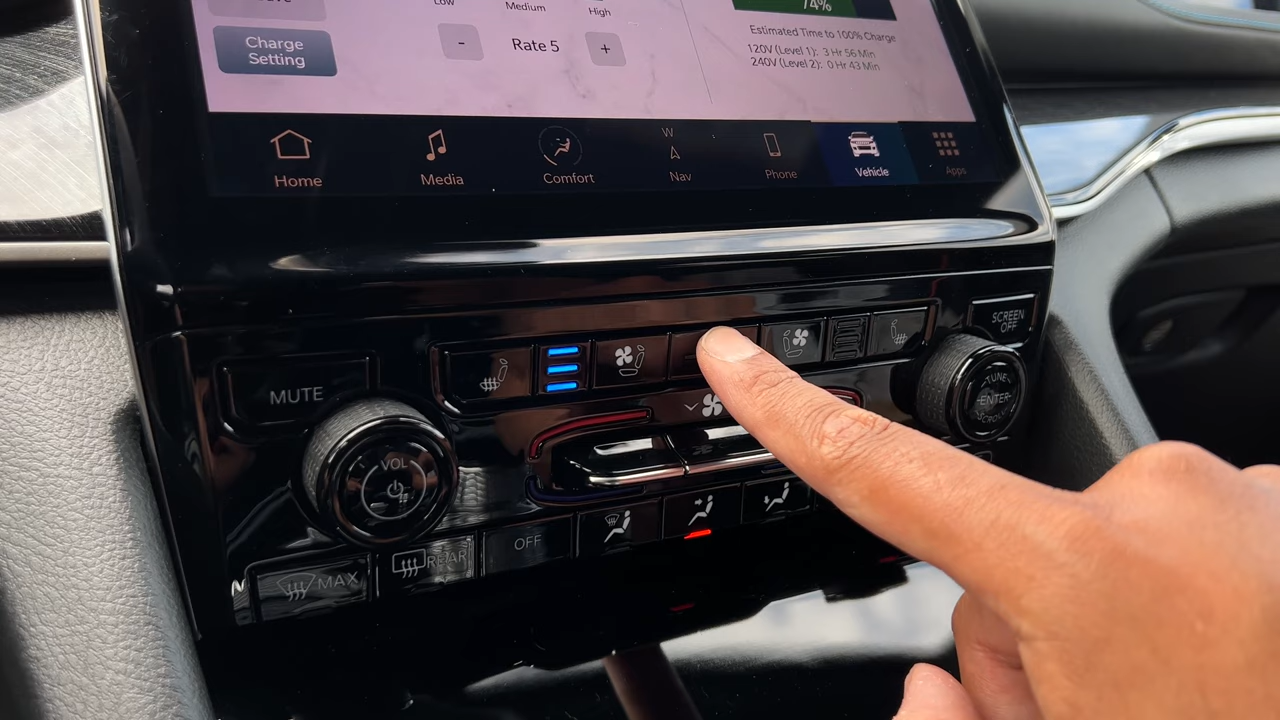 Low
Medium
High
74%
Charge
Setting
-
Rate 5
+
Estimated Time to 100% Charge
120V (Level 1): 3 Hr 56 Min
240V (Level 2): 0 Hr 43 Min
W
Home
Media
Comfort
Nav
Phone
Vehicle
Apps
SCREEN
OFF
MUTE
TUNE
ENTER
SCROLL
VOL
OFF
REAR
MAX